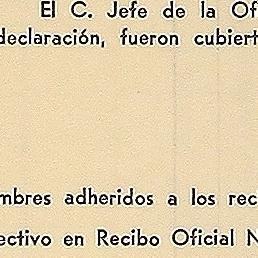 El C. Jefe de la Of
declaración, fueron cubiert
mbres adheridos a los rec
ectivo en Recibo Oficial N